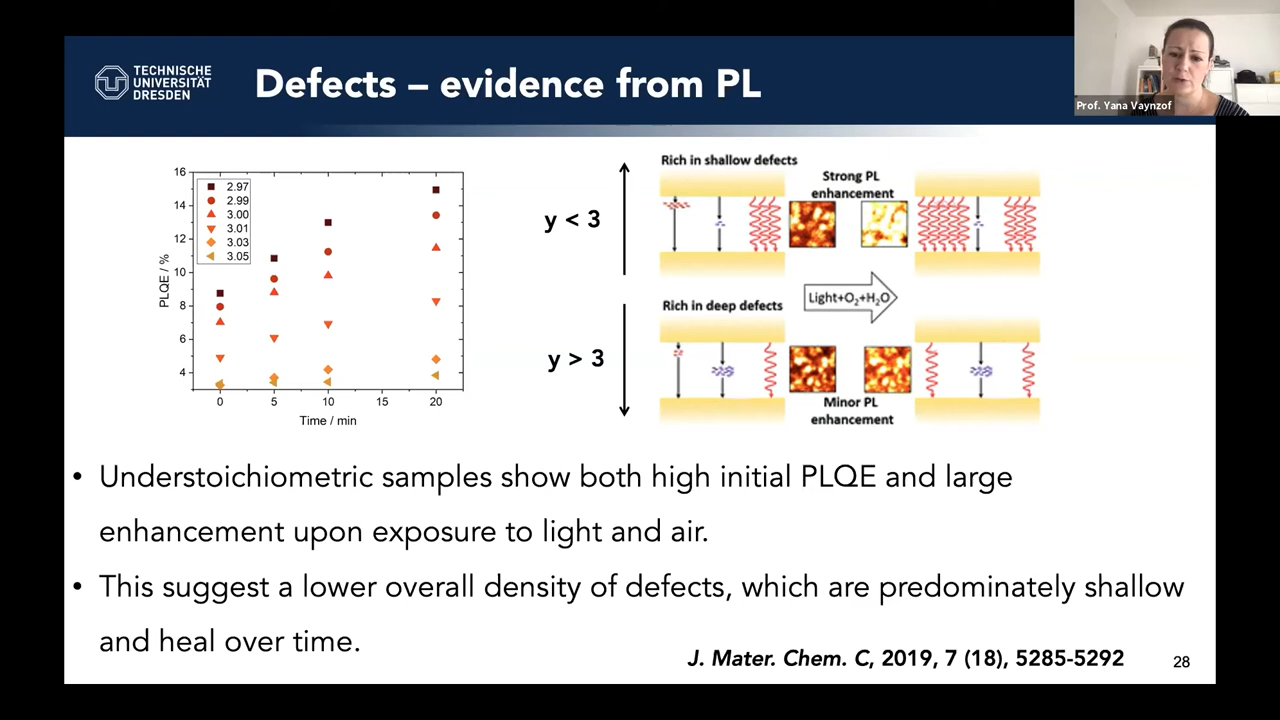 TECHNISCHE
UNIVERSITÄT
DRESDEN
Defects – evidence from PL
Prof. Yana Vaynzof
16
14
12
10
8
6
4
PLQE / %
2.97
2.99
3.00
3.01
3.03
3.05
0
5
10
15
20
Time / min
y < 3
y > 3
Rich in shallow defects
Strong PL
enhancement
Light+O₂+H₂O
Rich in deep defects
Minor PL
enhancement
• Understoichiometric samples show both high initial PLQE and large
enhancement upon exposure to light and air.
• This suggest a lower overall density of defects, which are predominately shallow
and heal over time.
J. Mater. Chem. C, 2019, 7 (18), 5285-5292
28